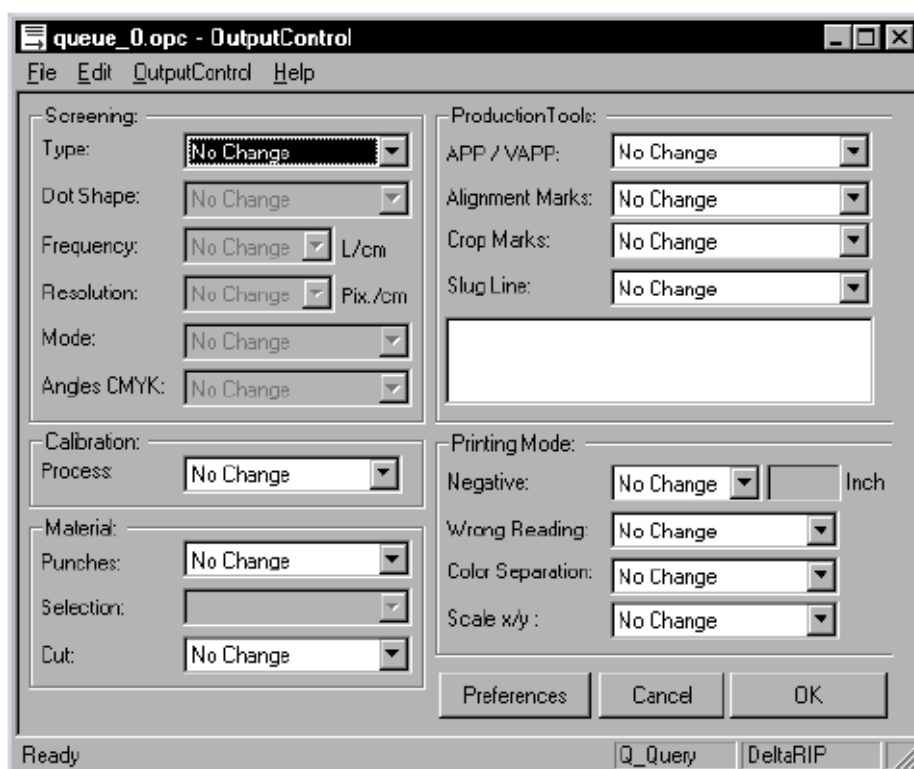 queue_0.opc - OutputControl
File Edit OutputControl Help
Screening:
Type: No Change
Dot Shape: No Change
Frequency: No Change L/cm
Resolution: No Change Pix./cm
Mode: No Change
Angles CMYK: No Change
Calibration:
Process: No Change
Material:
Punches: No Change
Selection:
Cut: No Change
Production Tools:
APP / VAPP: No Change
Alignment Marks: No Change
Crop Marks: No Change
Slug Line: No Change
Printing Mode:
Negative: No Change Inch
Wrong Reading: No Change
Color Separation: No Change
Scale x/y : No Change
Preferences Cancel OK
Ready Q_Query DeltaRIP